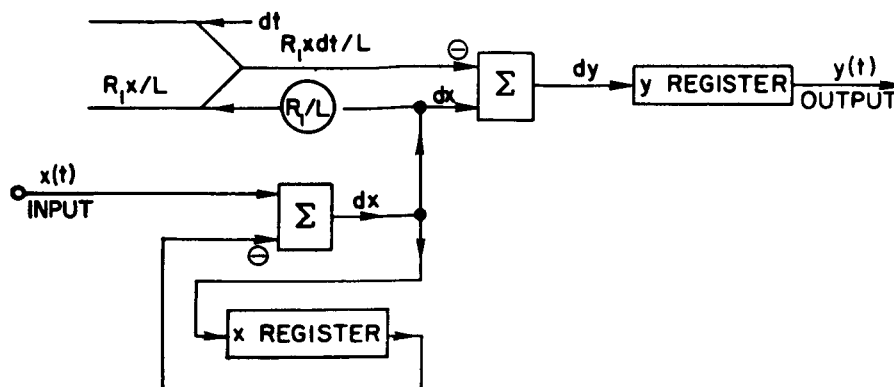 dt
R₁xdt/L
⊖
R₁x/L
R₁/L
dx
Σ
dy
y REGISTER
y(t)
OUTPUT
x(t)
INPUT
Σ
dx
⊖
x REGISTER